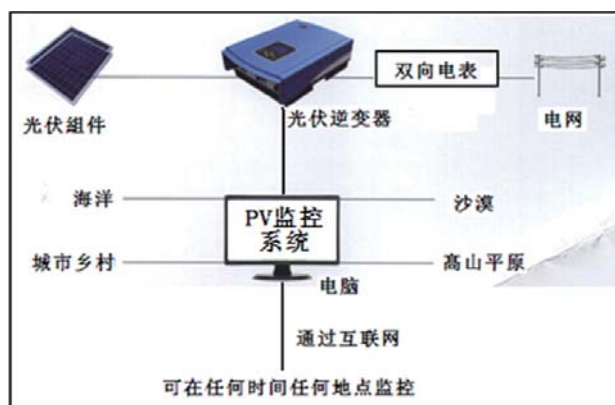 双向电表
光伏組件
光伏逆变器
电网
海洋
沙漠
PV监控
系统
城市乡村
高山平原
电脑
通过互联网
可在任何时间任何地点监控